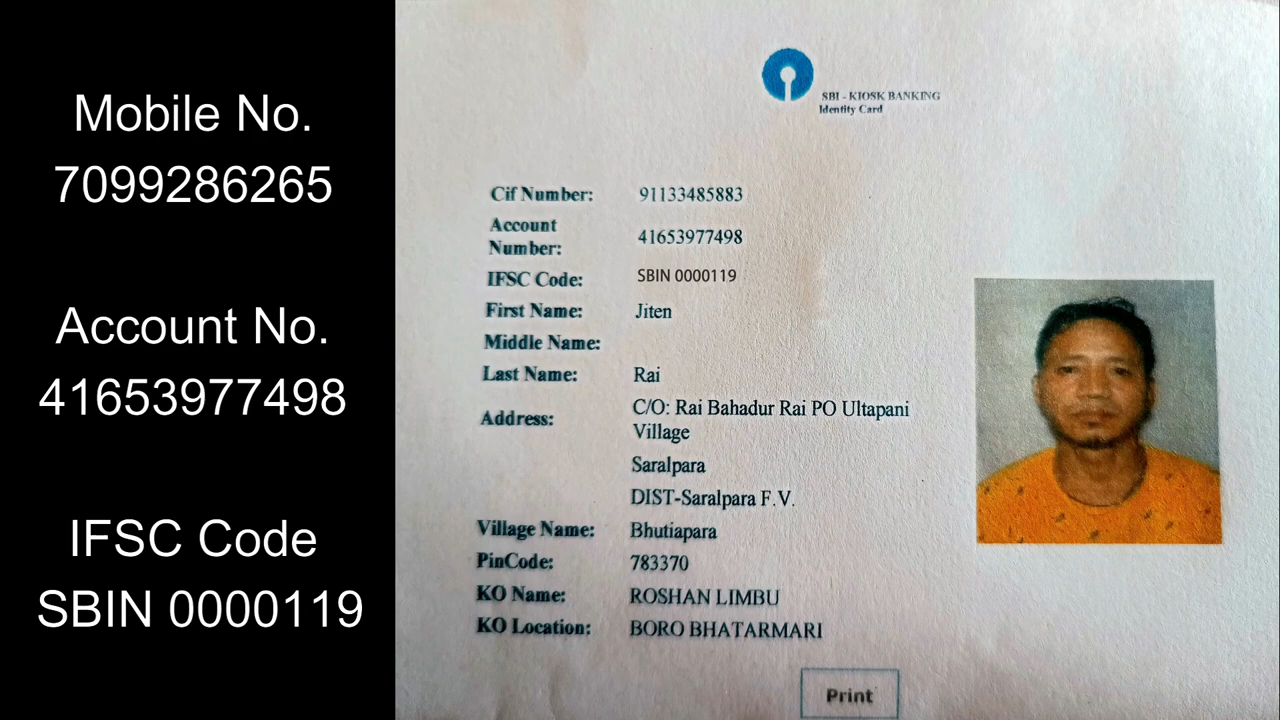 Mobile No.
7099286265
Account No.
41653977498
IFSC Code
SBIN 0000119
SBI - KIOSK BANKING
Identity Card
Cif Number: 91133485883
Account
Number: 41653977498
IFSC Code: SBIN 0000119
First Name: Jiten
Middle Name:
Last Name: Rai
Address: C/O: Rai Bahadur Rai PO Ultapani
Village
Saralpara
DIST-Saralpara F.V.
Village Name: Bhutiapara
PinCode: 783370
KO Name: ROSHAN LIMBU
KO Location: BORO BHATARMARI
Print